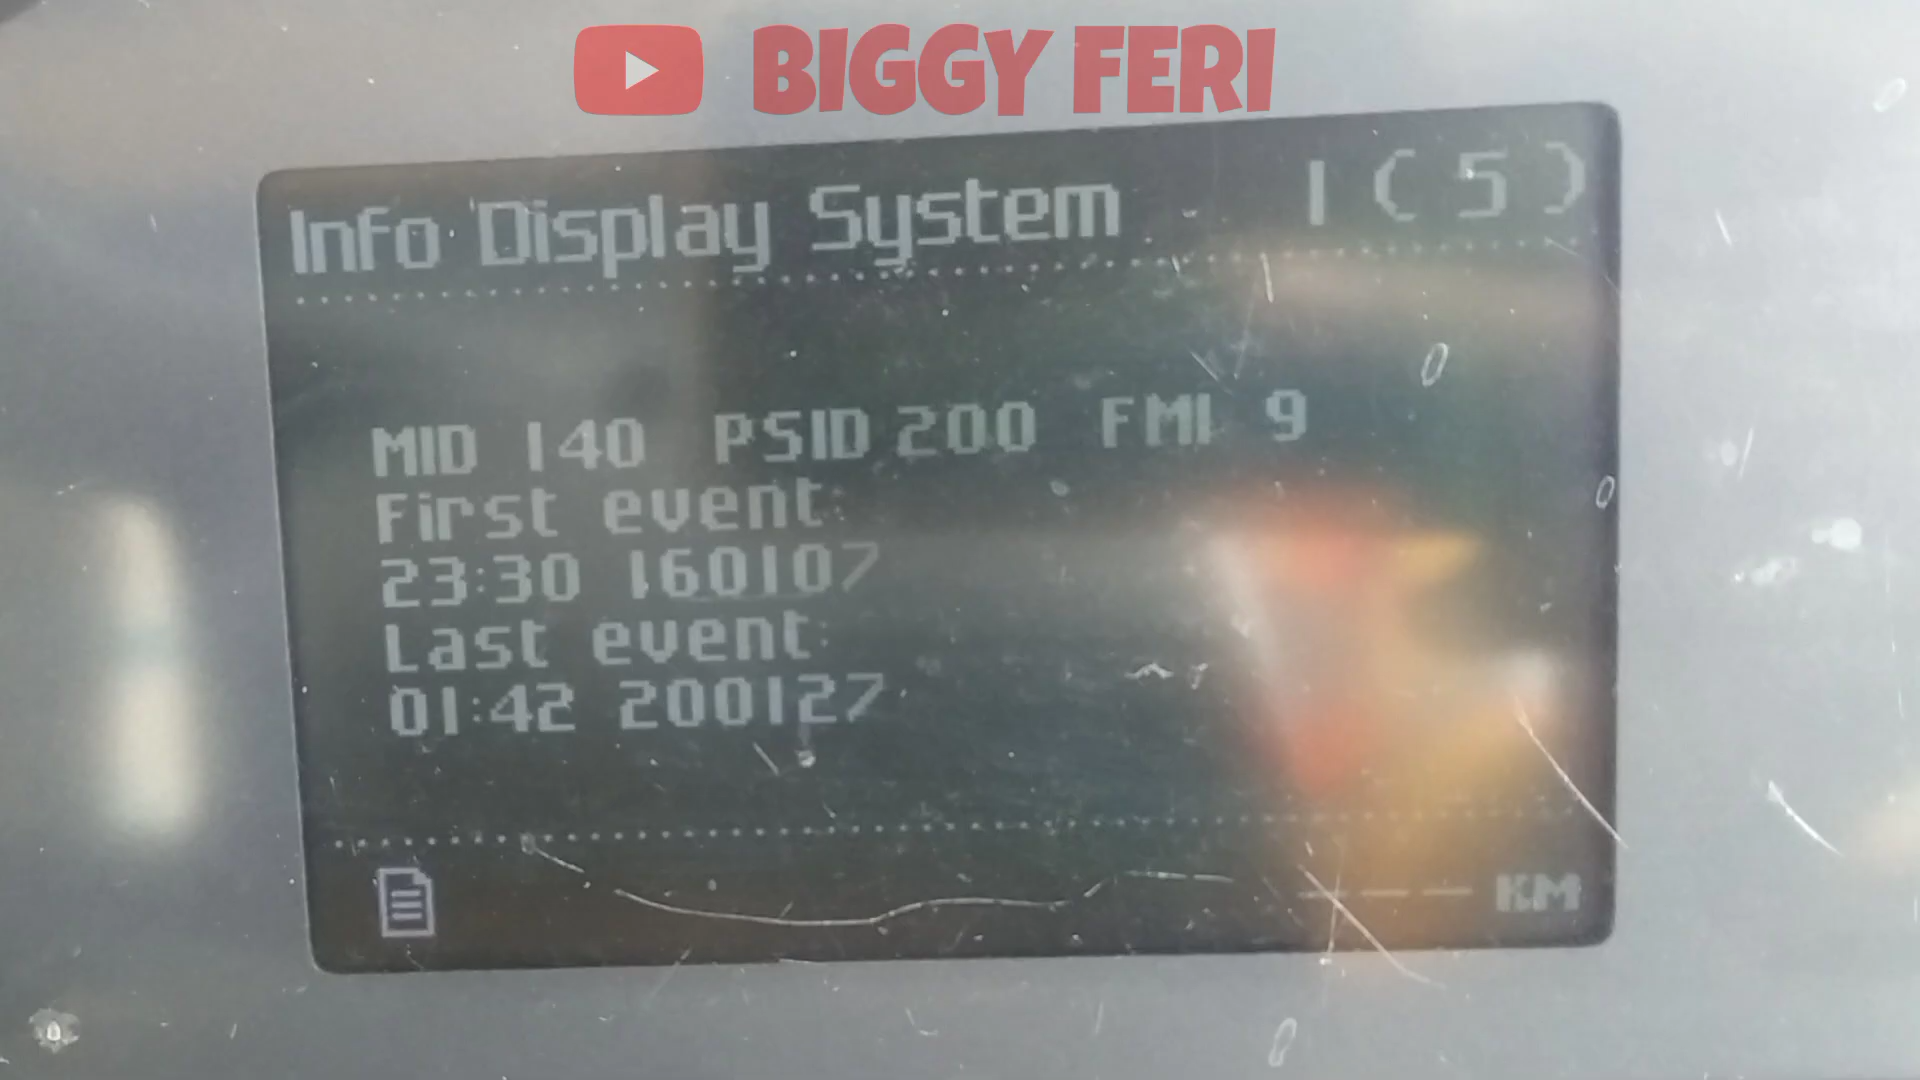 BIGGY FERI
Info Display System 1 (5)
MID 140 PSID 200 FMI 9
First event:
23:30 160107
Last event:
01:42 200127
--- KM